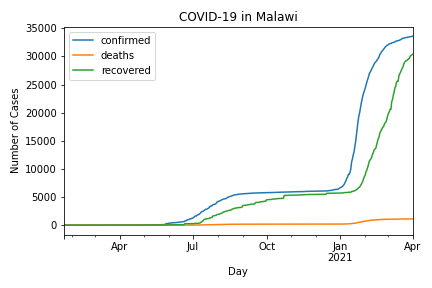 COVID-19 in Malawi
confirmed
deaths
recovered
35000
30000
25000
20000
15000
10000
5000
0
Number of Cases
Apr
Jul
Oct
Jan
2021
Apr
Day